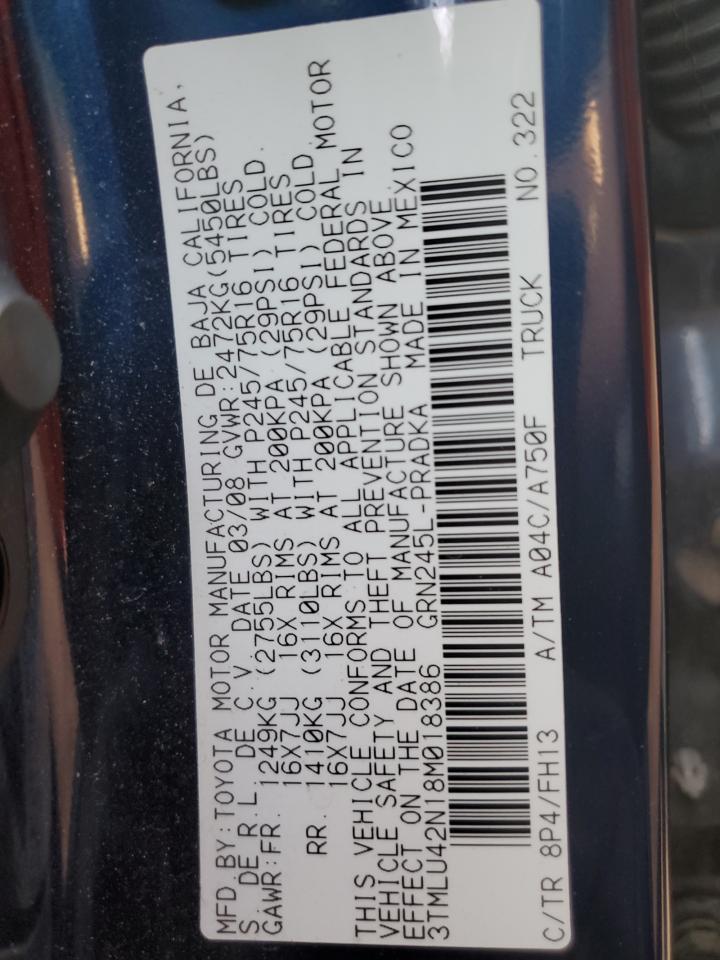 MFD. BY: TOYOTA MOTOR MANUFACTURING DE BAJA CALIFORNIA,
S. DE R.L. DE C.V. DATE 03/08 GVWR:2472KG(5450LBS)
GAWR:FR. 1249KG (2755LBS) WITH P245/75R16 TIRES
16X7JJ 16X RIMS AT 200KPA (29PSI) COLD.
RR. 1410KG (3110LBS) WITH P245/75R16 TIRES
16X7JJ 16X RIMS AT 200KPA (29PSI) COLD.
THIS VEHICLE CONFORMS TO ALL APPLICABLE FEDERAL MOTOR
VEHICLE SAFETY AND THEFT PREVENTION STANDARDS IN
EFFECT ON THE DATE OF MANUFACTURE SHOWN ABOVE.
3TMLU42N18M018386 GRN245L-PRADKA MADE IN MEXICO
C/TR 8P4/FH13 A/TM A04C/A750F TRUCK NO.322